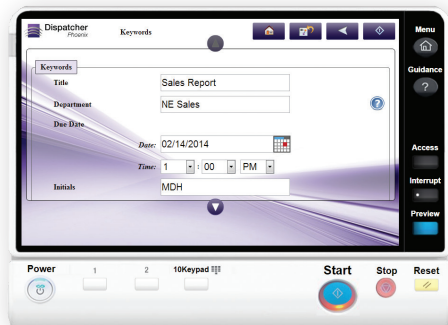 Dispatcher
Phoenix
Keywords
Menu
Guidance
Access
Interrupt
Preview
Keywords
Title Sales Report
Department NE Sales
Due Date
Date: 02/14/2014
Time: 1 : 00 PM
Initials MDH
Power 1 2 10Keypad Start Stop Reset